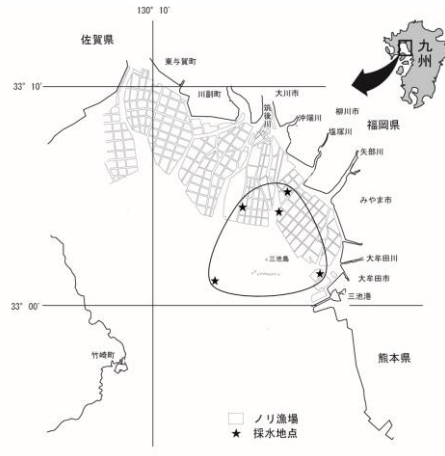 130° 10′
佐賀県
東与賀町
九州
33° 10′
川副町
大川市
筑後川
沖端川
柳川市
福岡県
塩塚川
矢部川
みやま市
三池島
大牟田川
大牟田市
三池港
33° 00′
竹崎町
熊本県
ノリ漁場
★ 採水地点